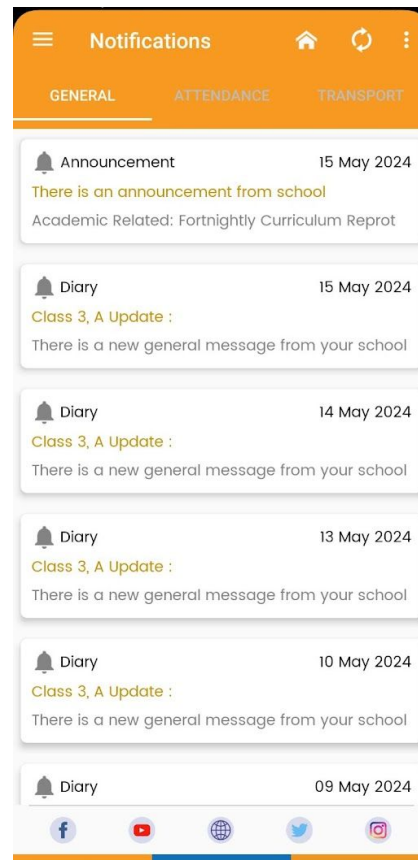 Notifications
GENERAL ATTENDANCE TRANSPORT
Announcement 15 May 2024
There is an announcement from school
Academic Related: Fortnightly Curriculum Reprot
Diary 15 May 2024
Class 3, A Update :
There is a new general message from your school
Diary 14 May 2024
Class 3, A Update :
There is a new general message from your school
Diary 13 May 2024
Class 3, A Update :
There is a new general message from your school
Diary 10 May 2024
Class 3, A Update :
There is a new general message from your school
Diary 09 May 2024